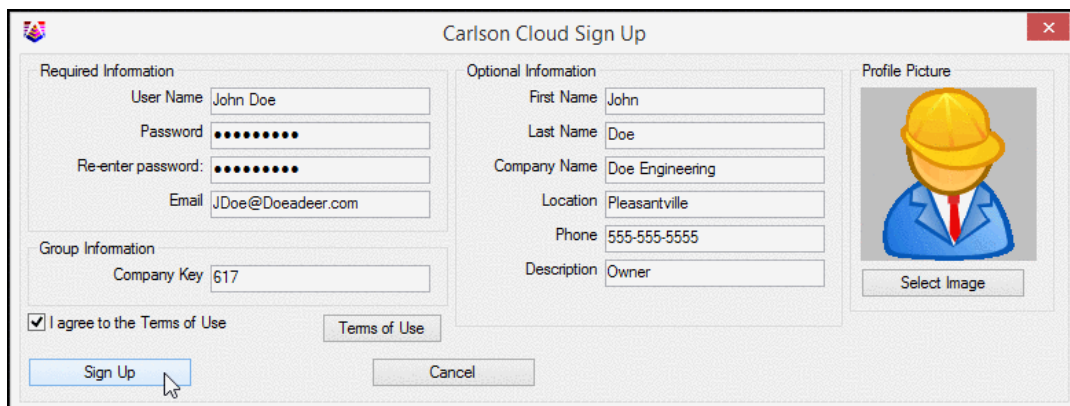 Carlson Cloud Sign Up
Required Information
User Name John Doe
Password ●●●●●●●●●
Re-enter password: ●●●●●●●●●
Email JDoe@Doeadeer.com
Group Information
Company Key 617
I agree to the Terms of Use
Terms of Use
Sign Up
Cancel
Optional Information
First Name John
Last Name Doe
Company Name Doe Engineering
Location Pleasantville
Phone 555-555-5555
Description Owner
Profile Picture
Select Image